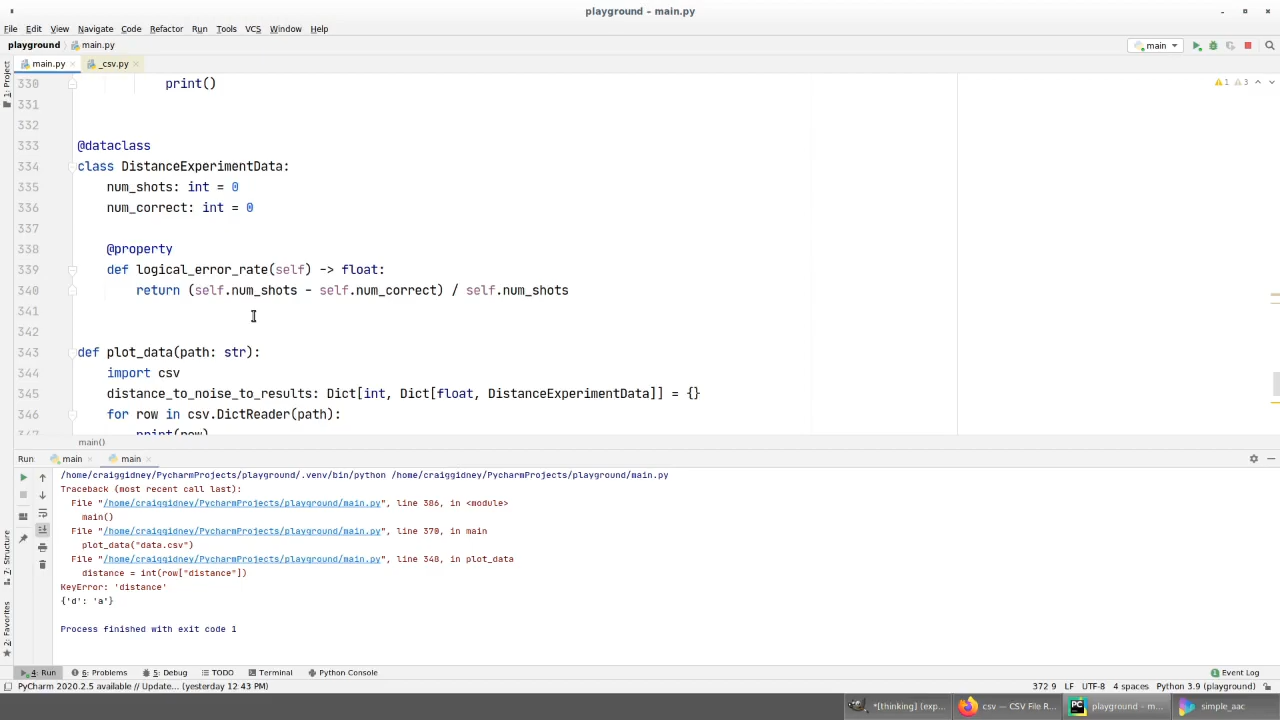 playground – main.py
File Edit View Navigate Code Refactor Run Tools VCS Window Help
playground main.py main
main.py _csv.py
1: Project
330 print()
1 3
331
332
333 @dataclass
334 class DistanceExperimentData:
335 num_shots: int = 0
336 num_correct: int = 0
337
338 @property
339 def logical_error_rate(self) -> float:
340 return (self.num_shots - self.num_correct) / self.num_shots
341
342
343 def plot_data(path: str):
344 import csv
345 distance_to_noise_to_results: Dict[int, Dict[float, DistanceExperimentData]] = {}
346 for row in csv.DictReader(path):
347 print(row)
main()
Run: main main
/home/craiggidney/PycharmProjects/playground/.venv/bin/python /home/craiggidney/PycharmProjects/playground/main.py
Traceback (most recent call last):
File "/home/craiggidney/PycharmProjects/playground/main.py", line 386, in <module>
main()
File "/home/craiggidney/PycharmProjects/playground/main.py", line 370, in main
plot_data("data.csv")
File "/home/craiggidney/PycharmProjects/playground/main.py", line 348, in plot_data
distance = int(row["distance"])
KeyError: 'distance'
{'d': 'a'}
Process finished with exit code 1
7: Structure
2: Favorites
4: Run 6: Problems 5: Debug TODO Terminal Python Console Event Log
PyCharm 2020.2.5 available // Update... (yesterday 12:43 PM) 372 9 LF UTF-8 4 spaces Python 3.9 (playground)
*[thinking] (exp... csv — CSV File R... playground – m... simple_aac